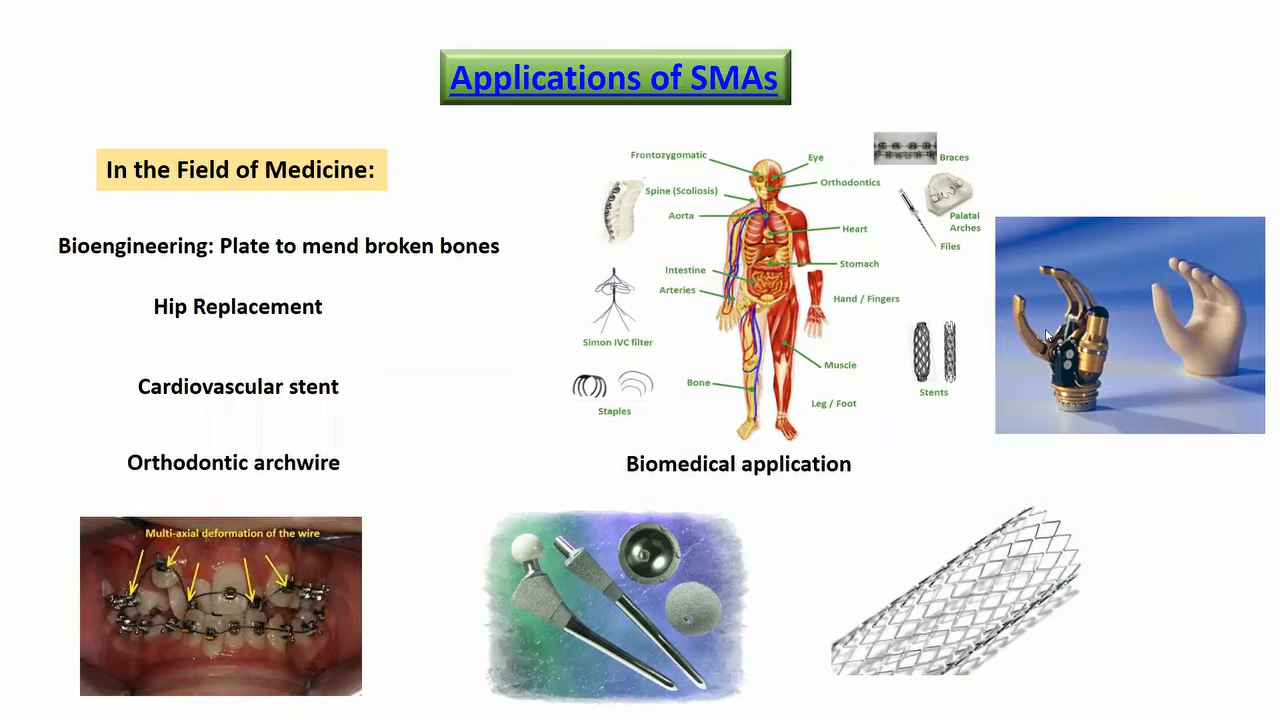 Applications of SMAs
In the Field of Medicine:
Bioengineering: Plate to mend broken bones
Hip Replacement
Cardiovascular stent
Orthodontic archwire
Multi-axial deformation of the wire
Frontozygomatic
Eye
Braces
Orthodontics
Spine (Scoliosis)
Aorta
Palatal
Arches
Heart
Files
Stomach
Intestine
Arteries
Hand / Fingers
Simon IVC filter
Muscle
Bone
Stents
Leg / Foot
Staples
Biomedical application